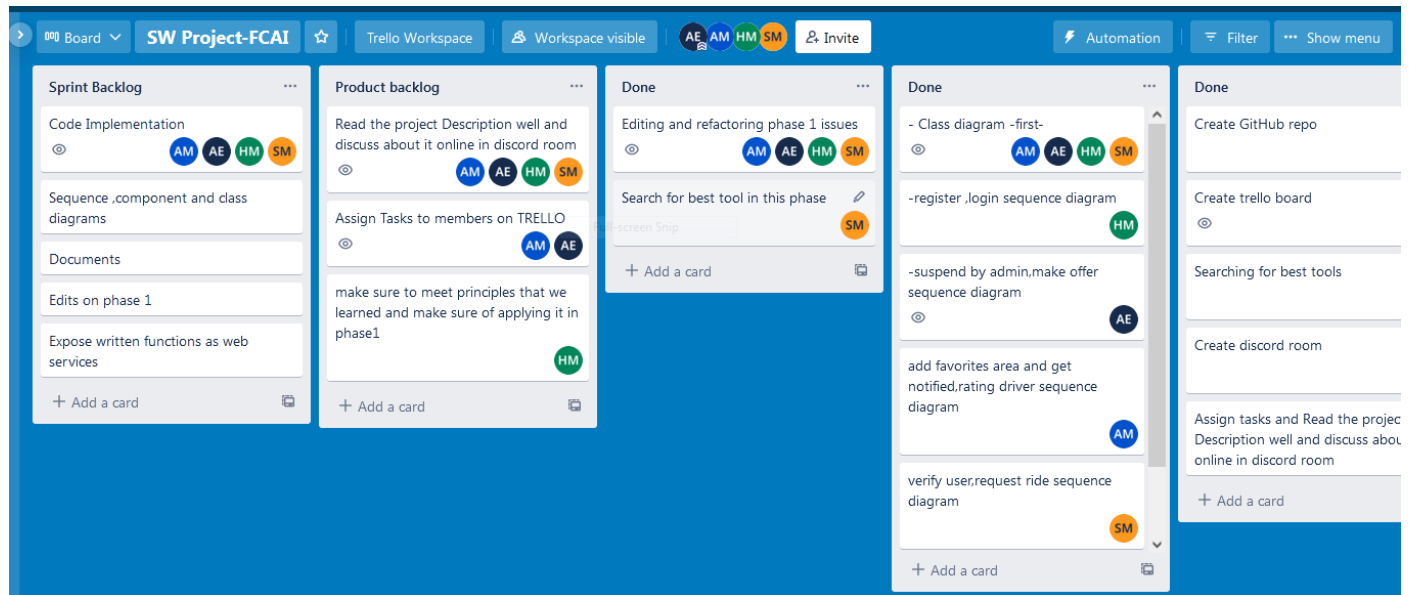 Board
SW Project-FCAI
Trello Workspace
Workspace visible
AE AM HM SM
Invite
Automation
Filter
Show menu
Sprint Backlog
Code Implementation
AM AE HM SM
Sequence ,component and class
diagrams
Documents
Edits on phase 1
Expose written functions as web
services
+ Add a card
Product backlog
Read the project Description well and
discuss about it online in discord room
AM AE HM SM
Assign Tasks to members on TRELLO
AM AE
make sure to meet principles that we
learned and make sure of applying it in
phase1
HM
+ Add a card
Done
Editing and refactoring phase 1 issues
AM AE HM SM
Search for best tool in this phase
SM
Full-screen Snip
+ Add a card
Done
- Class diagram -first-
AM AE HM SM
-register ,login sequence diagram
HM
-suspend by admin,make offer
sequence diagram
AE
add favorites area and get
notified,rating driver sequence
diagram
AM
verify user,request ride sequence
diagram
SM
+ Add a card
Done
Create GitHub repo
Create trello board
Searching for best tools
Create discord room
Assign tasks and Read the projec
Description well and discuss abou
online in discord room
+ Add a card